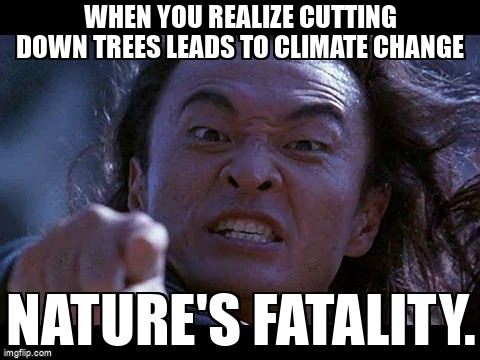 WHEN YOU REALIZE CUTTING
DOWN TREES LEADS TO CLIMATE CHANGE
NATURE'S FATALITY.
imgflip.com